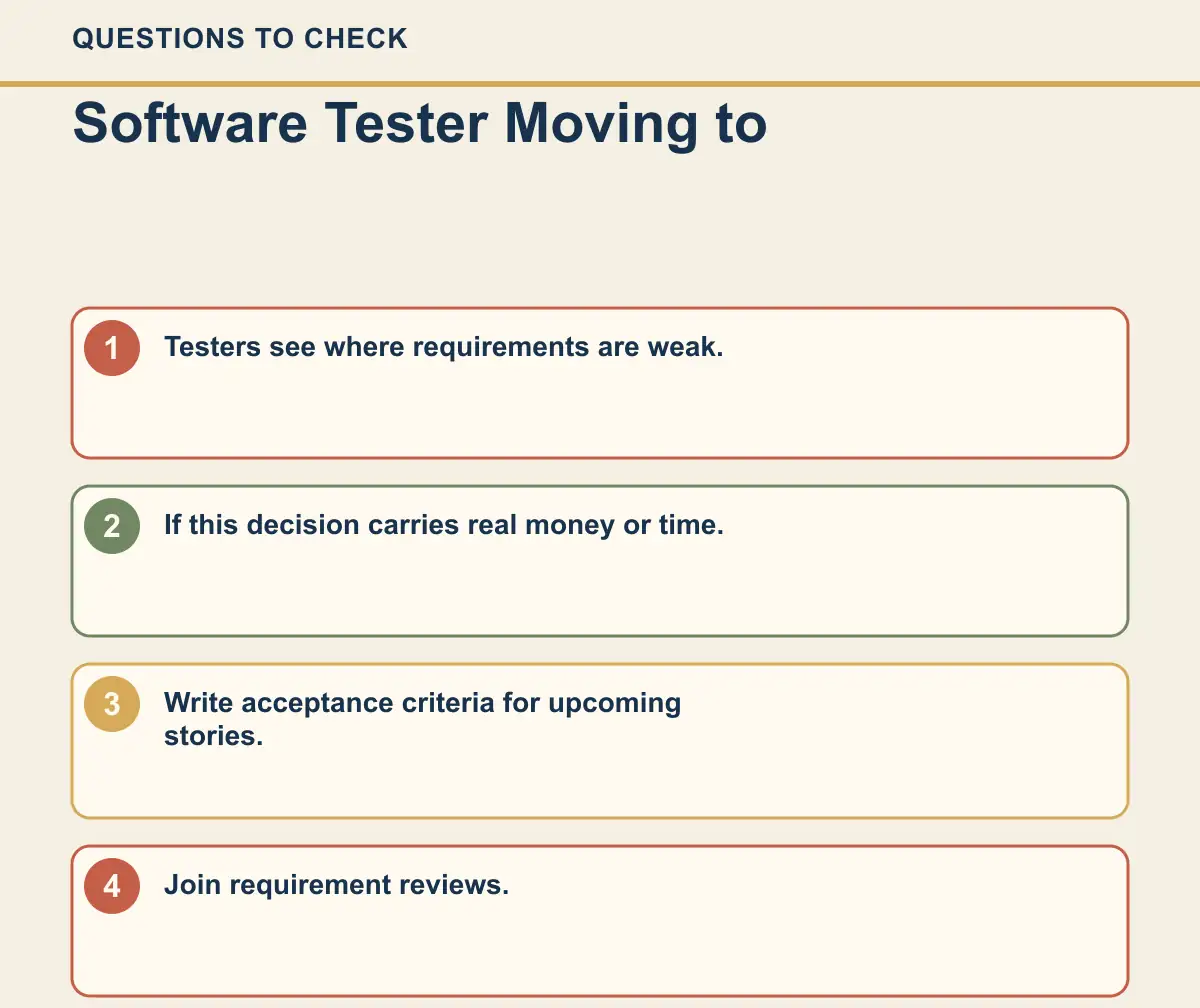 QUESTIONS TO CHECK
Software Tester Moving to
1
Testers see where requirements are weak.
2
If this decision carries real money or time.
3
Write acceptance criteria for upcoming
stories.
4
Join requirement reviews.